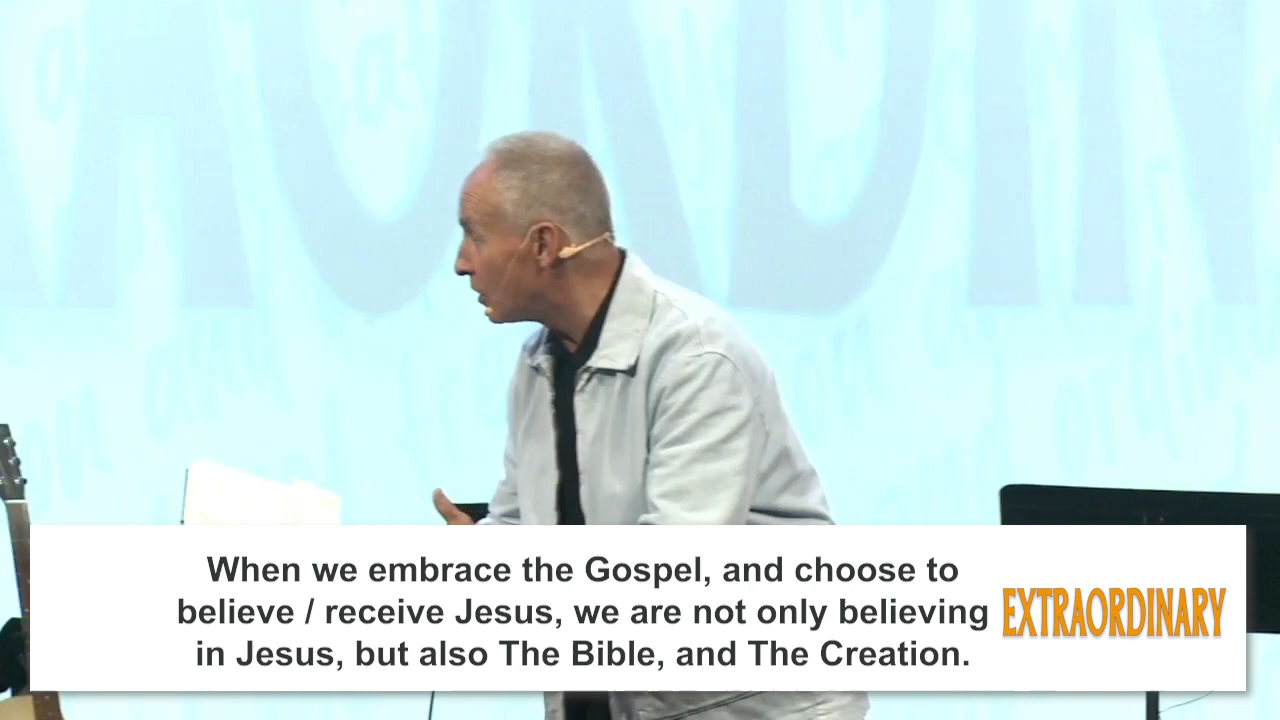 When we embrace the Gospel, and choose to
believe / receive Jesus, we are not only believing
in Jesus, but also The Bible, and The Creation.
EXTRAORDINARY